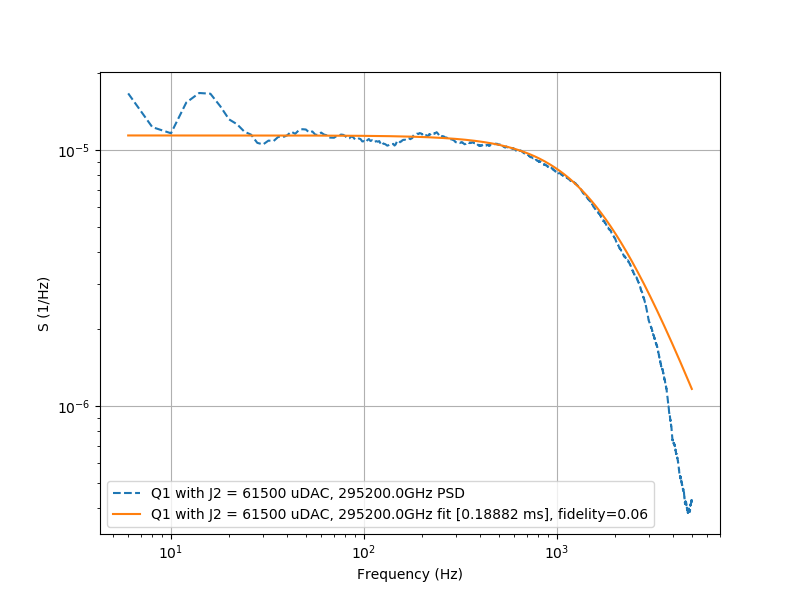 S (1/Hz)
10⁻⁵
10⁻⁶
Q1 with J2 = 61500 uDAC, 295200.0GHz PSD
Q1 with J2 = 61500 uDAC, 295200.0GHz fit [0.18882 ms], fidelity=0.06
10¹ 10² 10³
Frequency (Hz)